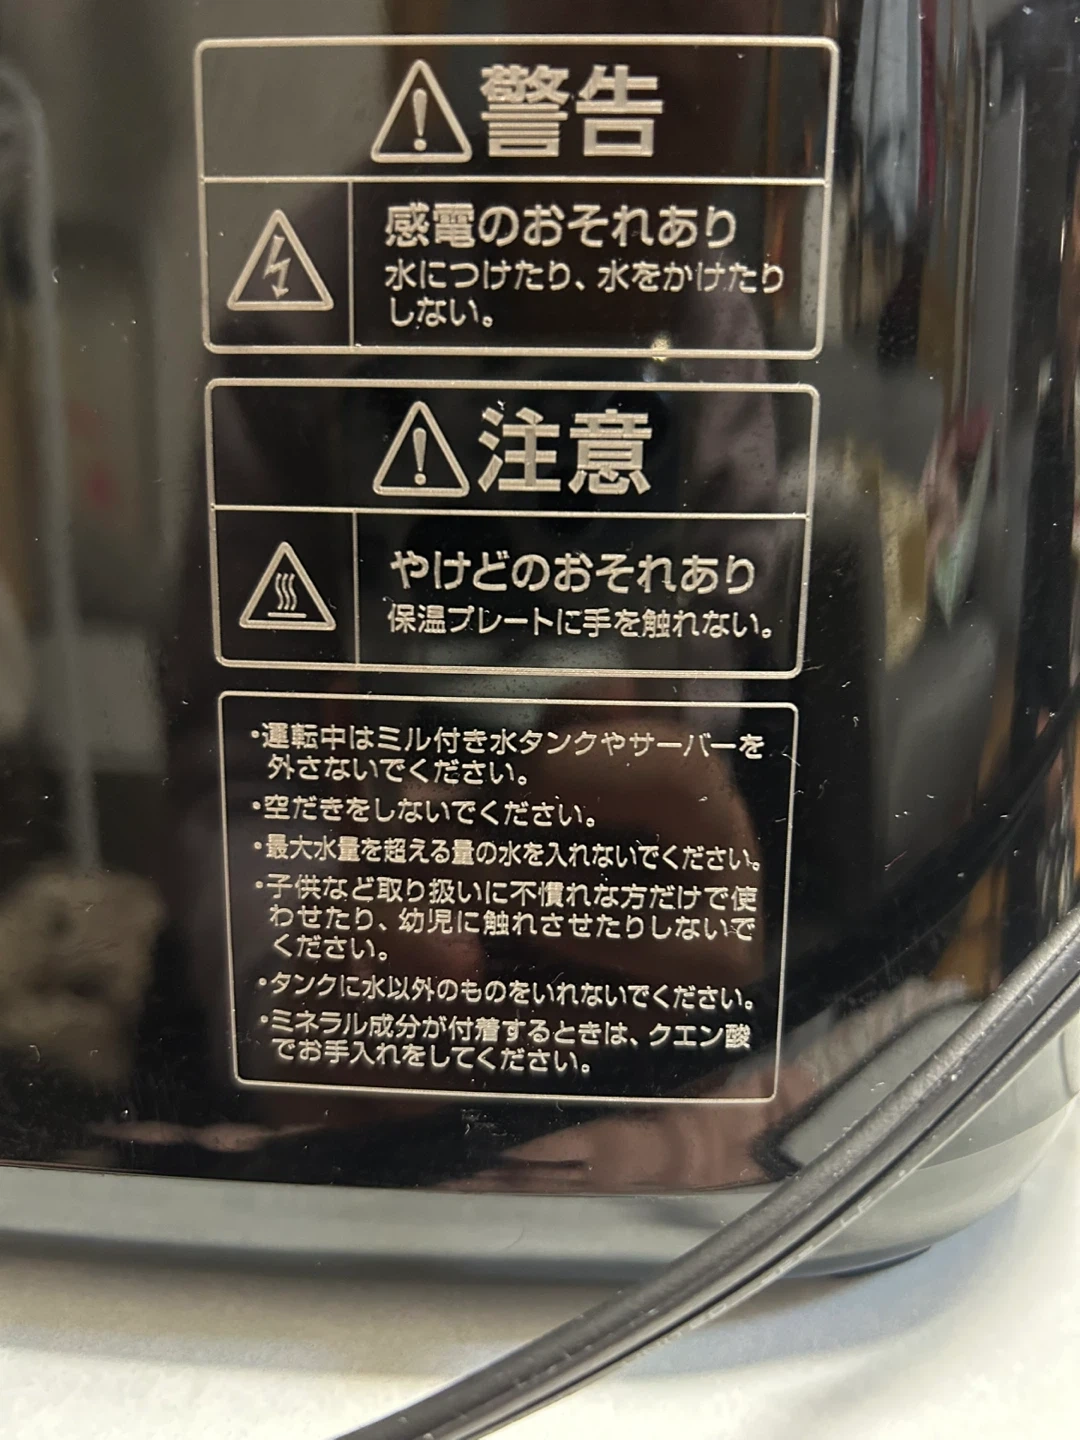 警告
感電のおそれあり
水につけたり、水をかけたり
しない。
注意
やけどのおそれあり
保温プレートに手を触れない。
・運転中はミル付き水タンクやサーバーを
外さないでください。
・空だきをしないでください。
・最大水量を超える量の水を入れないでください。
・子供など取り扱いに不慣れな方だけで使
わせたり、幼児に触れさせたりしないで
ください。
・タンクに水以外のものをいれないでください。
・ミネラル成分が付着するときは、クエン酸
でお手入れをしてください。